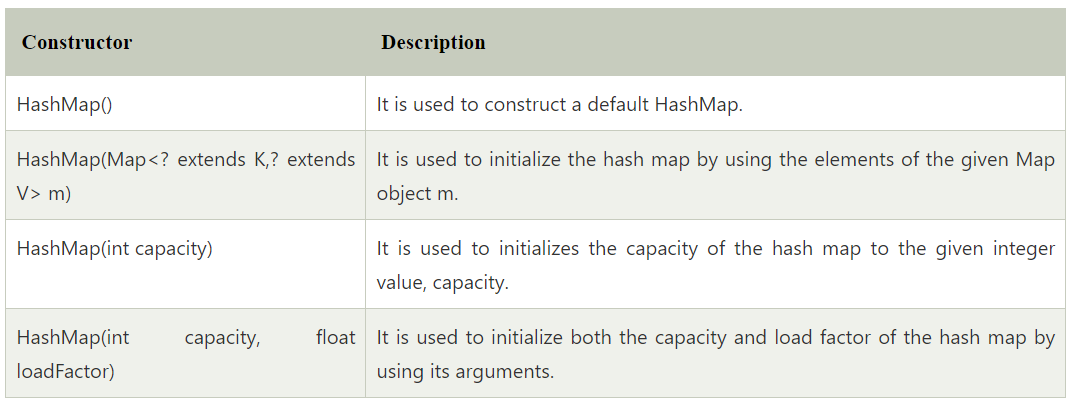 Constructor Description
HashMap() It is used to construct a default HashMap.
HashMap(Map<? extends K,? extends It is used to initialize the hash map by using the elements of the given Map
V> m) object m.
HashMap(int capacity) It is used to initializes the capacity of the hash map to the given integer
value, capacity.
HashMap(int capacity, float It is used to initialize both the capacity and load factor of the hash map by
loadFactor) using its arguments.